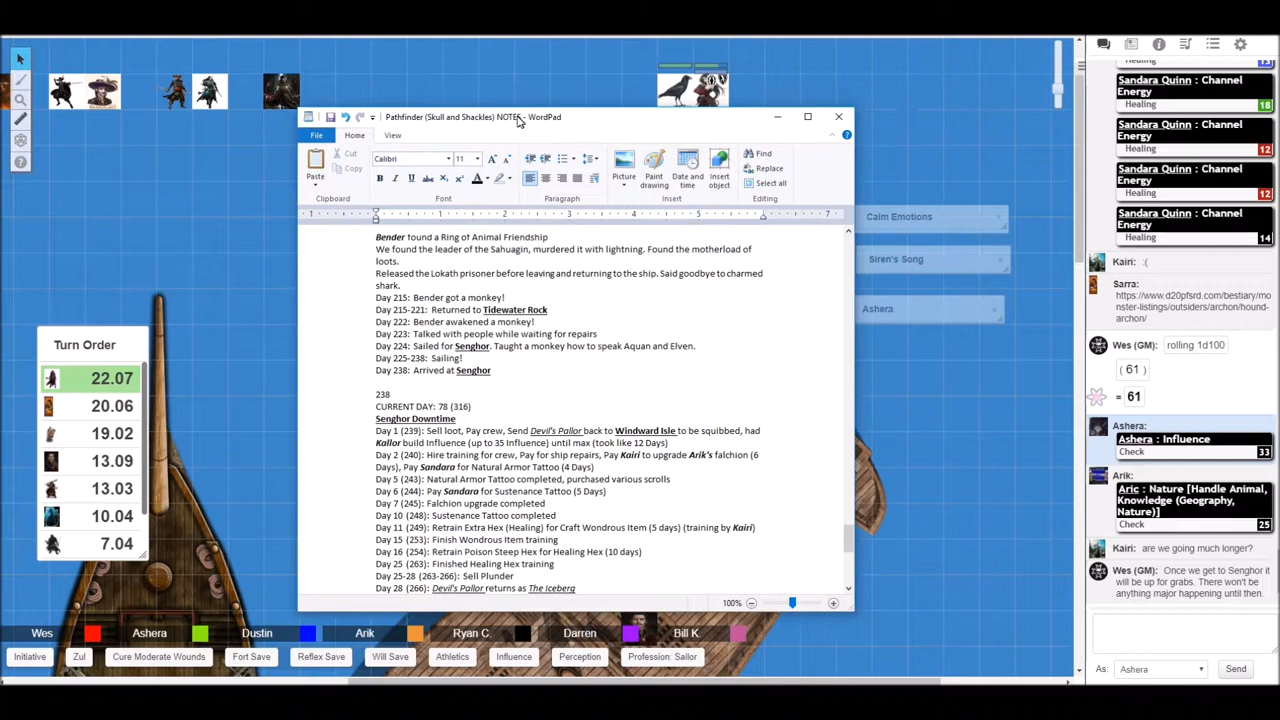 Pathfinder (Skull and Shackles) NOTES - WordPad
File
Home
View
Paste
Cut
Copy
Clipboard
Calibri
11
Font
Paragraph
Picture
Paint drawing
Date and time
Insert object
Insert
Find
Replace
Select all
Editing
1 1 2 3 4 5 6 7
Bender found a Ring of Animal Friendship
We found the leader of the Sahuagin, murdered it with lightning. Found the motherload of
loots.
Released the Lokath prisoner before leaving and returning to the ship. Said goodbye to charmed
shark.
Day 215: Bender got a monkey!
Day 215-221: Returned to Tidewater Rock
Day 222: Bender awakened a monkey!
Day 223: Talked with people while waiting for repairs
Day 224: Sailed for Senghor. Taught a monkey how to speak Aquan and Elven.
Day 225-238: Sailing!
Day 238: Arrived at Senghor
238
CURRENT DAY: 78 (316)
Senghor Downtime
Day 1 (239): Sell loot, Pay crew, Send Devil's Pallor back to Windward Isle to be squibbed, had
Kallor build Influence (up to 35 Influence) until max (took like 12 Days)
Day 2 (240): Hire training for crew, Pay for ship repairs, Pay Kairi to upgrade Arik's falchion (6
Days), Pay Sandara for Natural Armor Tattoo (4 Days)
Day 5 (243): Natural Armor Tattoo completed, purchased various scrolls
Day 6 (244): Pay Sandara for Sustenance Tattoo (5 Days)
Day 7 (245): Falchion upgrade completed
Day 10 (248): Sustenance Tattoo completed
Day 11 (249): Retrain Extra Hex (Healing) for Craft Wondrous Item (5 days) (training by Kairi)
Day 15 (253): Finish Wondrous Item training
Day 16 (254): Retrain Poison Steep Hex for Healing Hex (10 days)
Day 25 (263): Finished Healing Hex training
Day 25-28 (263-266): Sell Plunder
Day 28 (266): Devil's Pallor returns as The Iceberg
100%
Turn Order
22.07
20.06
19.02
13.09
13.03
10.04
7.04
Calm Emotions
Siren's Song
Ashera
Wes
Ashera
Dustin
Arik
Ryan C.
Darren
Bill K.
Initiative
Zul
Cure Moderate Wounds
Fort Save
Reflex Save
Will Save
Athletics
Influence
Perception
Profession: Sailor
Healing
Sandara Quinn : Channel
Energy
Healing 18
Sandara Quinn : Channel
Energy
Healing 12
Sandara Quinn : Channel
Energy
Healing 12
Sandara Quinn : Channel
Energy
Healing 14
Kairi: :(
Sarra:
https://www.d20pfsrd.com/bestiary/mo
nster-listings/outsiders/archon/hound-
archon/
Wes (GM): rolling 1d100
( 61 )
= 61
Ashera:
Ashera : Influence
Check 33
Arik:
Aric : Nature [Handle Animal,
Knowledge (Geography,
Nature)]
Check 25
Kairi: are we going much longer?
Wes (GM): Once we get to Senghor it
will be up for grabs. There won't be
anything major happening until then.
As: Ashera
Send